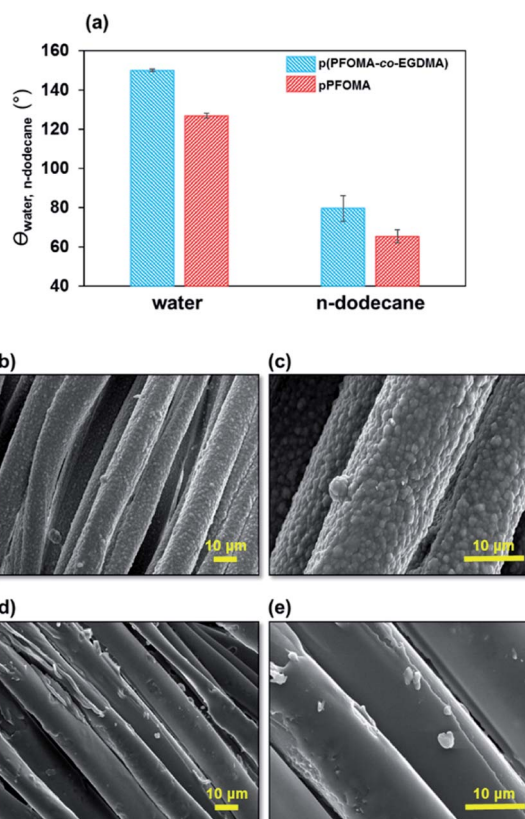 (a)
160
140
120
100
80
60
40
ϴwater, n-dodecane (°)
p(PFOMA-co-EGDMA)
pPFOMA
water
n-dodecane
b)
(c)
10 µm
10 µm
d)
(e)
10 µm
10 µm